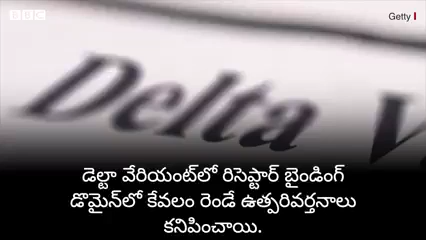 BBC
Getty
Delta V
డెల్టా వేరియంట్‌లో రిసెప్టార్ బైండింగ్
డొమైన్‌లో కేవలం రెండే ఉత్పరివర్తనాలు
కనిపించాయి.